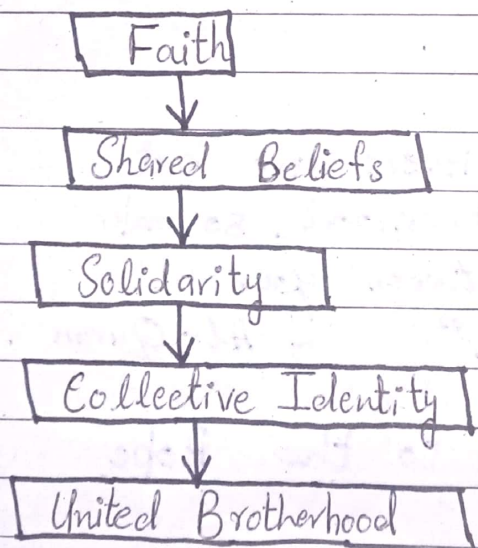 Faith
Shared Beliefs
Solidarity
Collective Identity
United Brotherhood